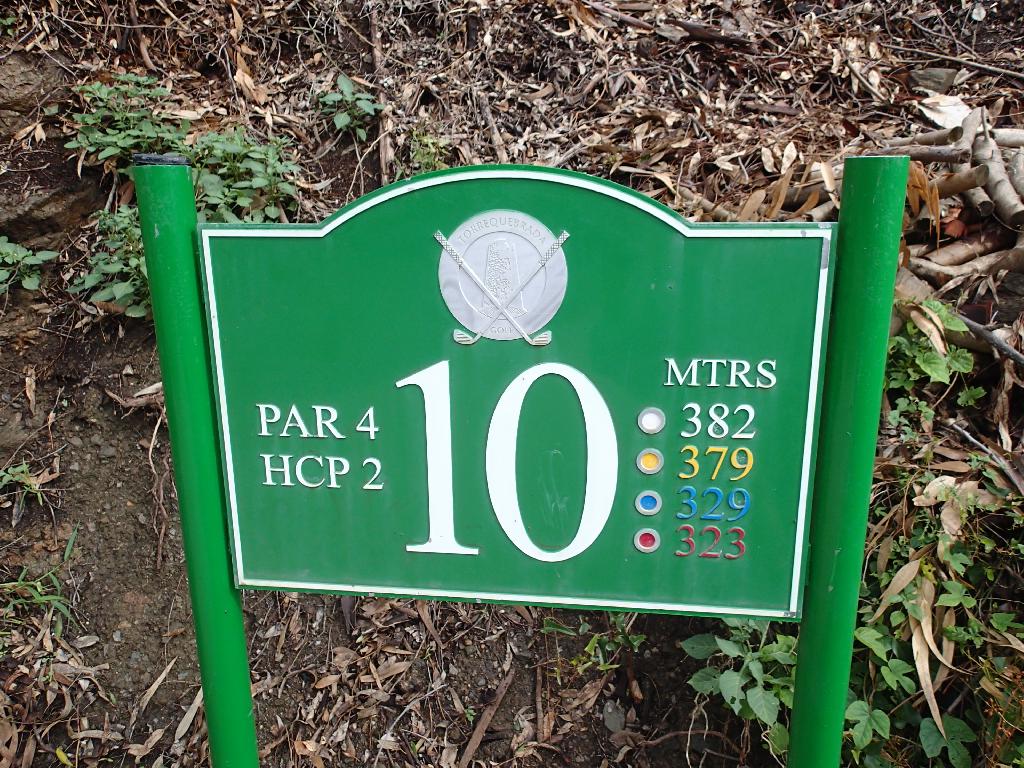 TORREQUEBRADA
GOLF
PAR 4
HCP 2
10
MTRS
382
379
329
323